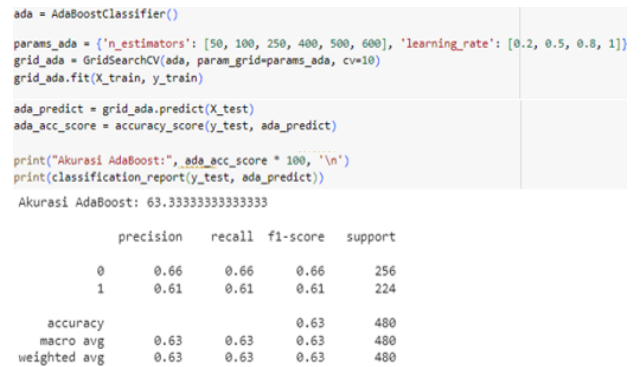 ada = AdaBoostClassifier()
params_ada = {'n_estimators': [50, 100, 250, 400, 500, 600], 'learning_rate': [0.2, 0.5, 0.8, 1]}
grid_ada = GridSearchCV(ada, param_grid=params_ada, cv=10)
grid_ada.fit(X_train, y_train)
ada_predict = grid_ada.predict(X_test)
ada_acc_score = accuracy_score(y_test, ada_predict)
print("Akurasi AdaBoost:", ada_acc_score * 100, '\n')
print(classification_report(y_test, ada_predict))
Akurasi AdaBoost: 63.33333333333333
precision recall f1-score support
0 0.66 0.66 0.66 256
1 0.61 0.61 0.61 224
accuracy 0.63 480
macro avg 0.63 0.63 0.63 480
weighted avg 0.63 0.63 0.63 480